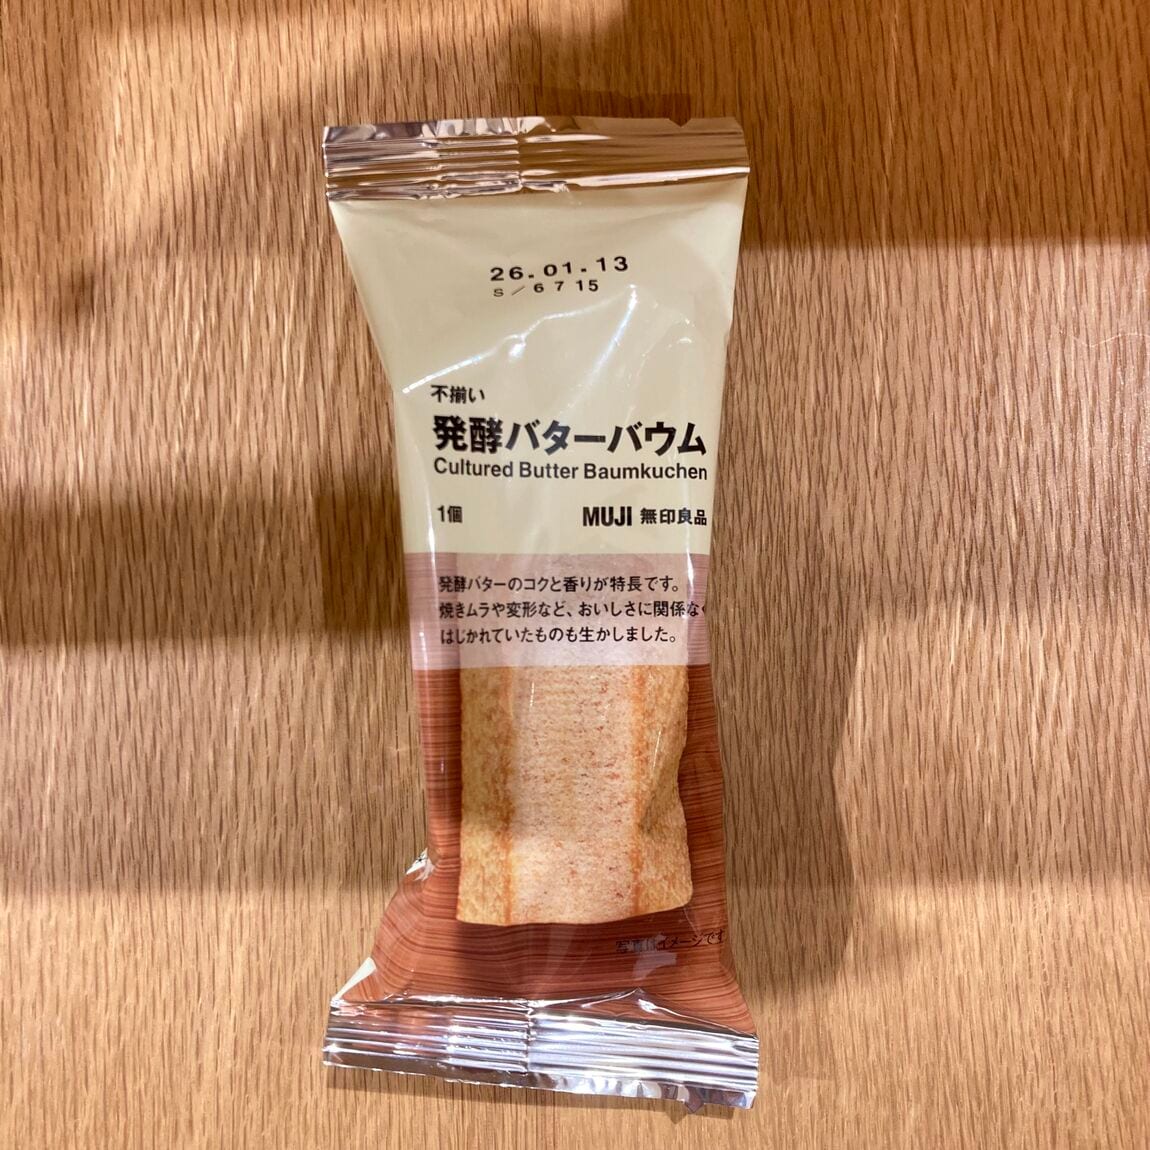 26.01.13
S/6715
不揃い
発酵バターバウム
Cultured Butter Baumkuchen
1個 MUJI 無印良品
発酵バターのコクと香りが特長です。
焼きムラや変形など、おいしさに関係なく
はじかれていたものも生かしました。
写真はイメージです